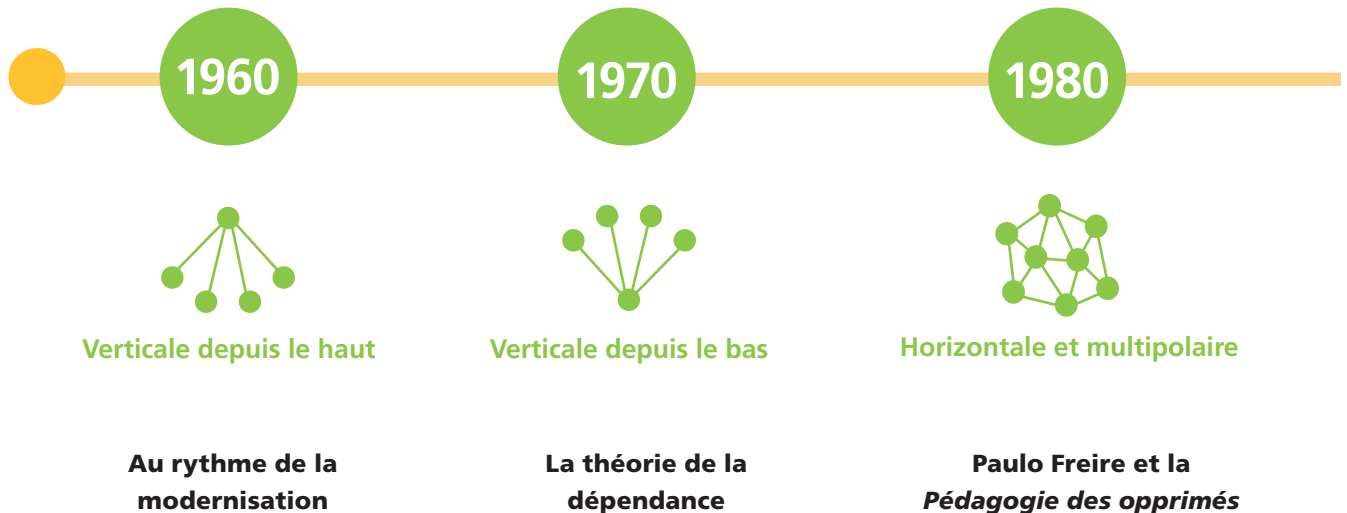 1960
1970
1980
Verticale depuis le haut
Verticale depuis le bas
Horizontale et multipolaire
Au rythme de la
modernisation
La théorie de la
dépendance
Paulo Freire et la
Pédagogie des opprimés